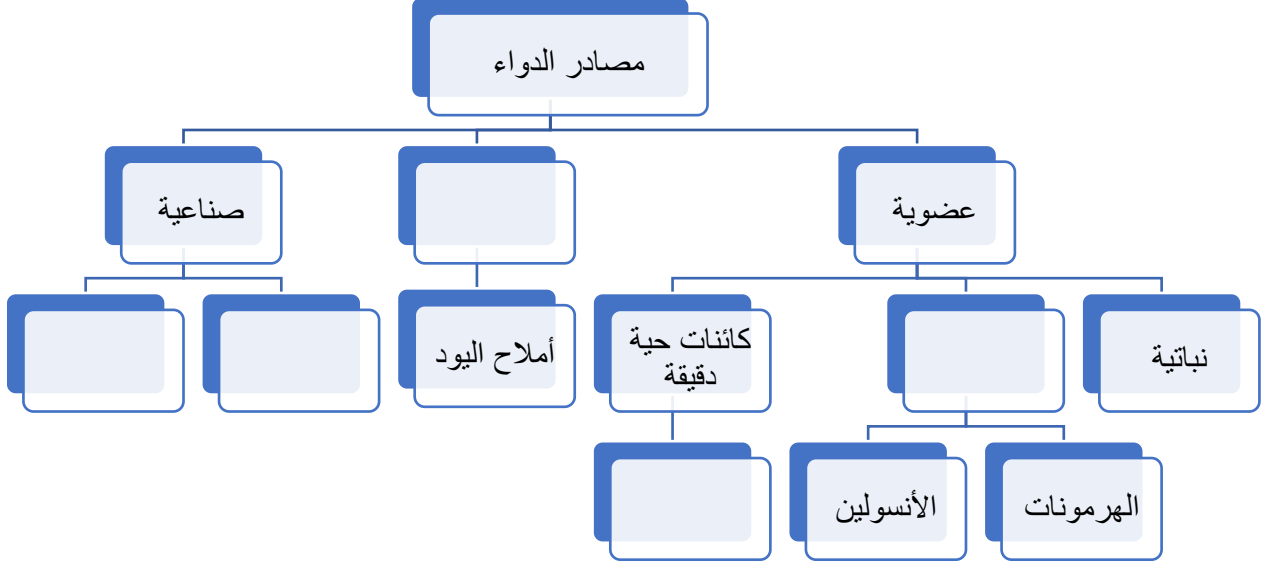 مصادر الدواء
عضوية
صناعية
نباتية
كائنات حية
دقيقة
أملاح اليود
الهرمونات
الأنسولين